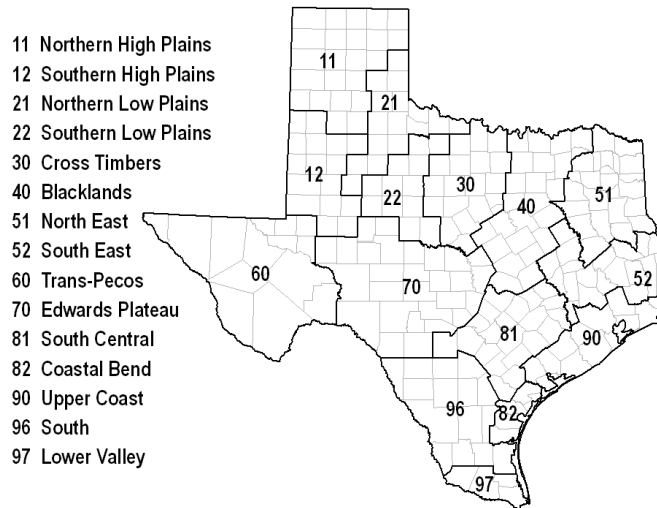 11 Northern High Plains
12 Southern High Plains
21 Northern Low Plains
22 Southern Low Plains
30 Cross Timbers
40 Blacklands
51 North East
52 South East
60 Trans-Pecos
70 Edwards Plateau
81 South Central
82 Coastal Bend
90 Upper Coast
96 South
97 Lower Valley
11
21
12
22
30
40
51
60
70
52
81
90
96
82
97